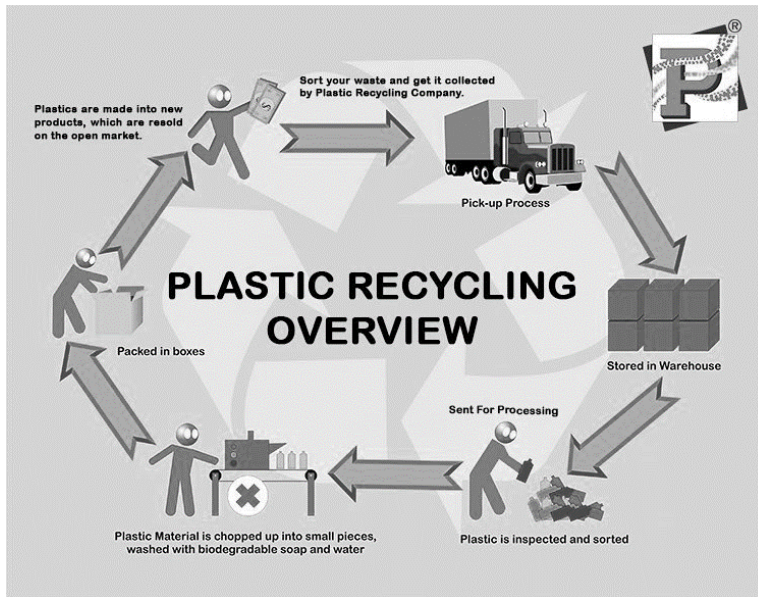 Plastics are made into new
products, which are resold
on the open market.
Sort your waste and get it collected
by Plastic Recycling Company.
P
®
Pick-up Process
PLASTIC RECYCLING
OVERVIEW
Packed in boxes
Stored in Warehouse
Sent For Processing
Plastic Material is chopped up into small pieces,
washed with biodegradable soap and water
Plastic is inspected and sorted